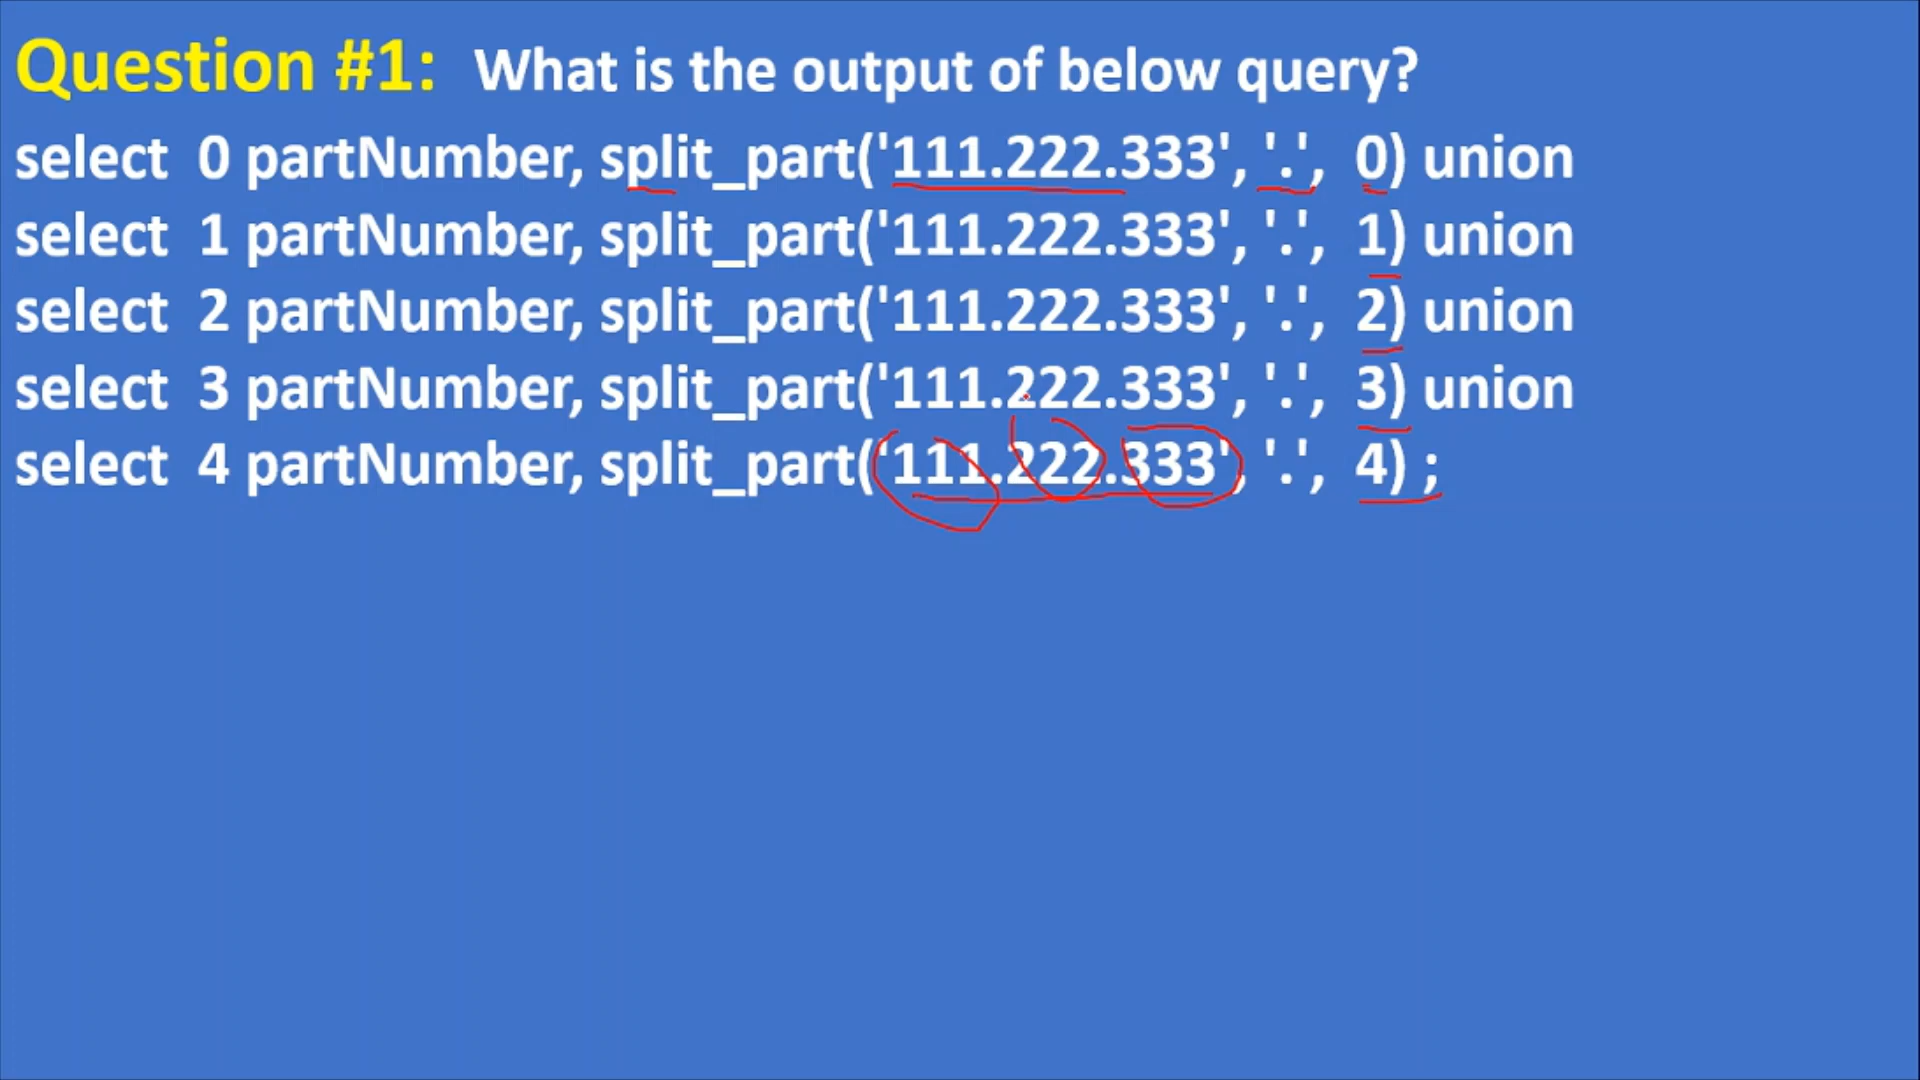 Question #1: What is the output of below query?
select 0 partNumber, split_part('111.222.333', '.', 0) union
select 1 partNumber, split_part('111.222.333', '.', 1) union
select 2 partNumber, split_part('111.222.333', '.', 2) union
select 3 partNumber, split_part('111.222.333', '.', 3) union
select 4 partNumber, split_part('111.222.333', '.', 4) ;